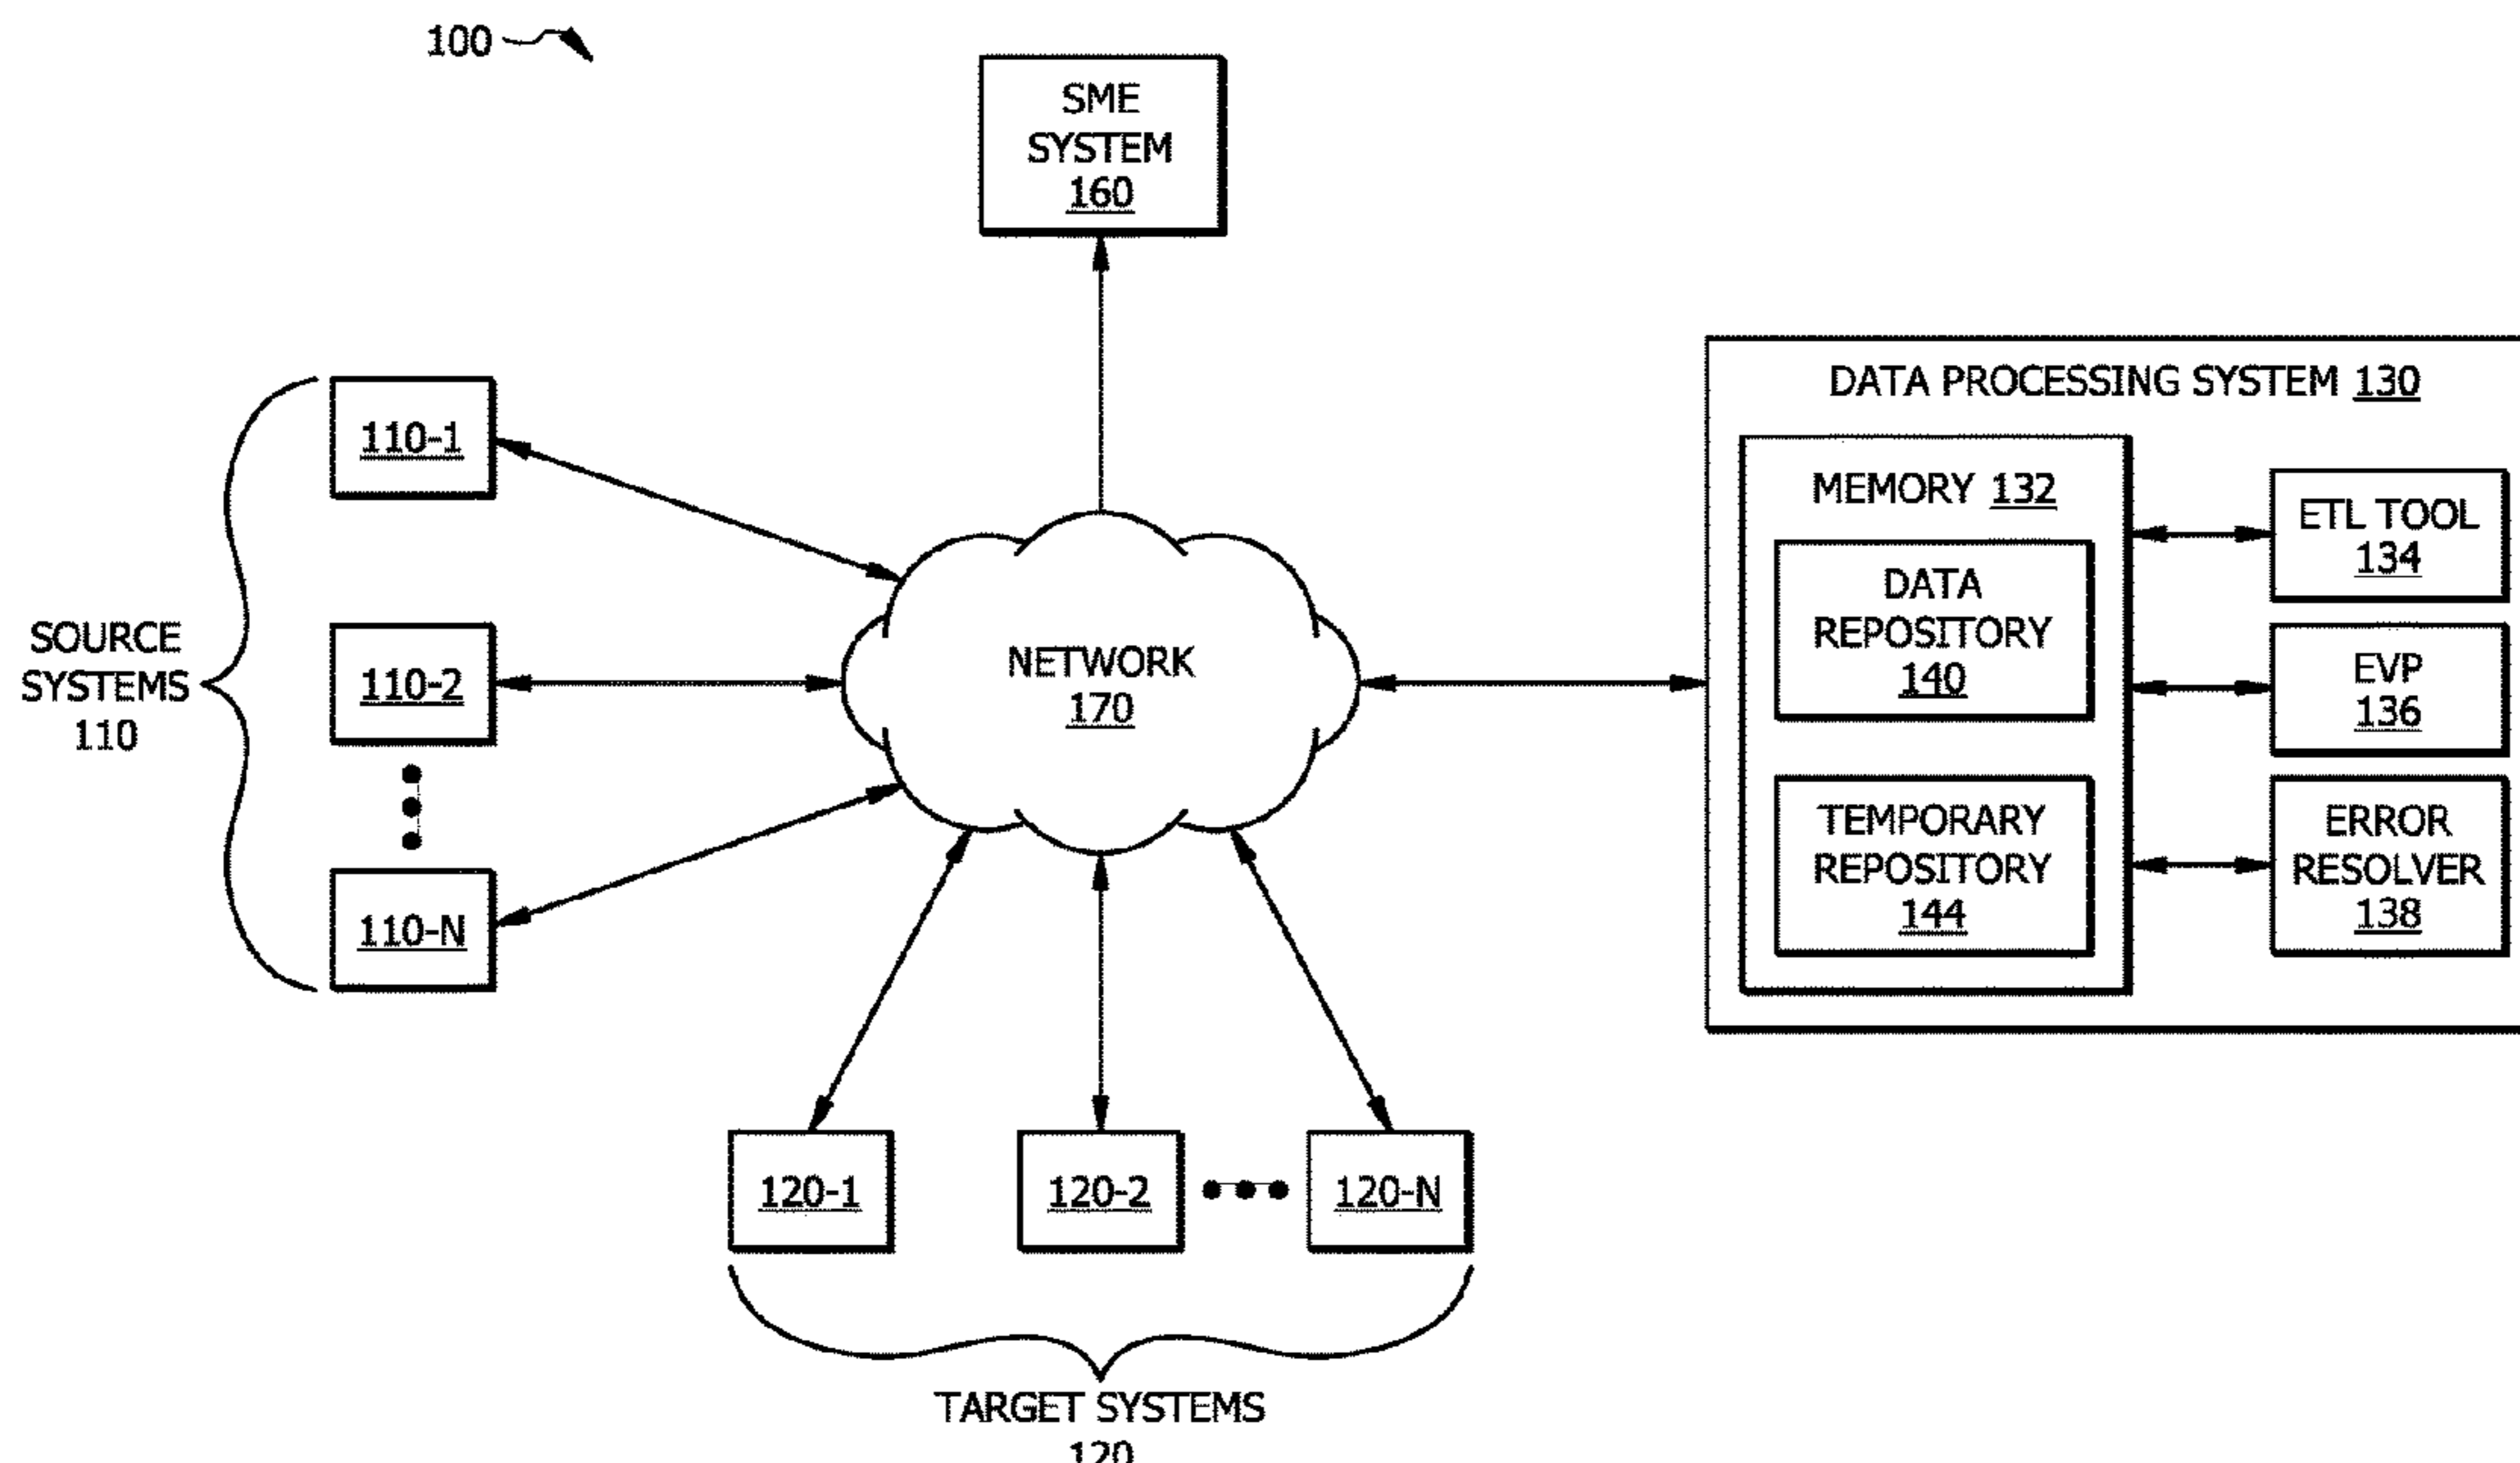 100
SME
SYSTEM
160
SOURCE
SYSTEMS
110
110-1
110-2
110-N
NETWORK
170
DATA PROCESSING SYSTEM 130
MEMORY 132
DATA
REPOSITORY
140
TEMPORARY
REPOSITORY
144
ETL TOOL
134
EVP
136
ERROR
RESOLVER
138
120-1
120-2
120-N
TARGET SYSTEMS
120